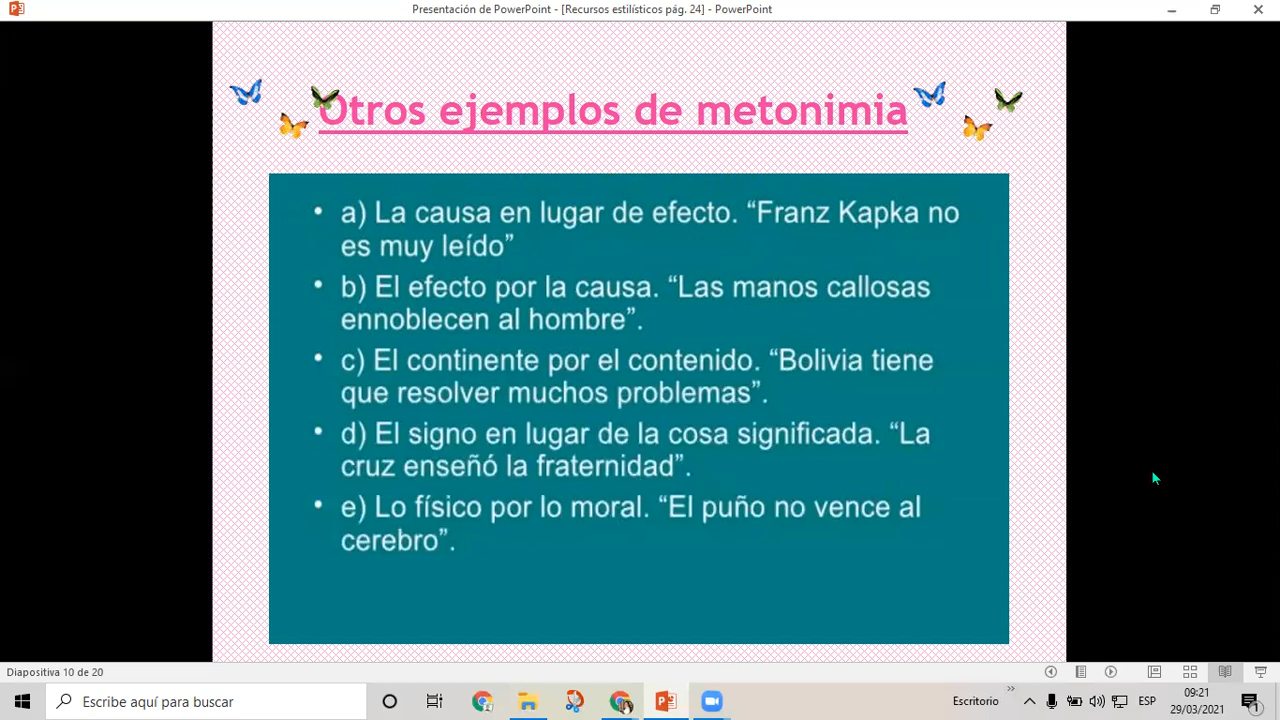 Presentación de PowerPoint - [Recursos estilísticos pág. 24] - PowerPoint
Otros ejemplos de metonimia
• a) La causa en lugar de efecto. “Franz Kapka no
es muy leído”
• b) El efecto por la causa. “Las manos callosas
ennoblecen al hombre”.
• c) El continente por el contenido. “Bolivia tiene
que resolver muchos problemas”.
• d) El signo en lugar de la cosa significada. “La
cruz enseñó la fraternidad”.
• e) Lo físico por lo moral. “El puño no vence al
cerebro”.
Diapositiva 10 de 20
Escribe aquí para buscar
Escritorio
ESP
09:21
29/03/2021
1